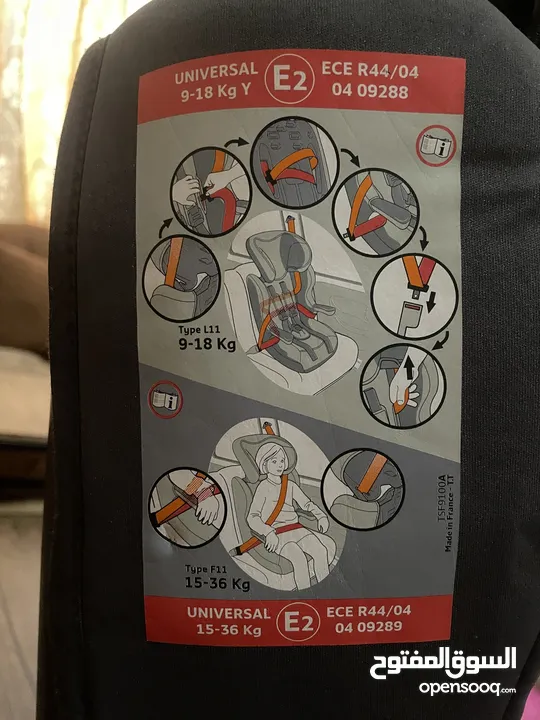 UNIVERSAL E2 ECE R44/04
9-18 Kg Y 04 09288
Type L11
9-18 Kg
Type F11
15-36 Kg
TSF9100A
Made in France - T.T
UNIVERSAL E2 ECE R44/04
15-36 Kg 04 09289
السوق المفتوح
opensooq.com